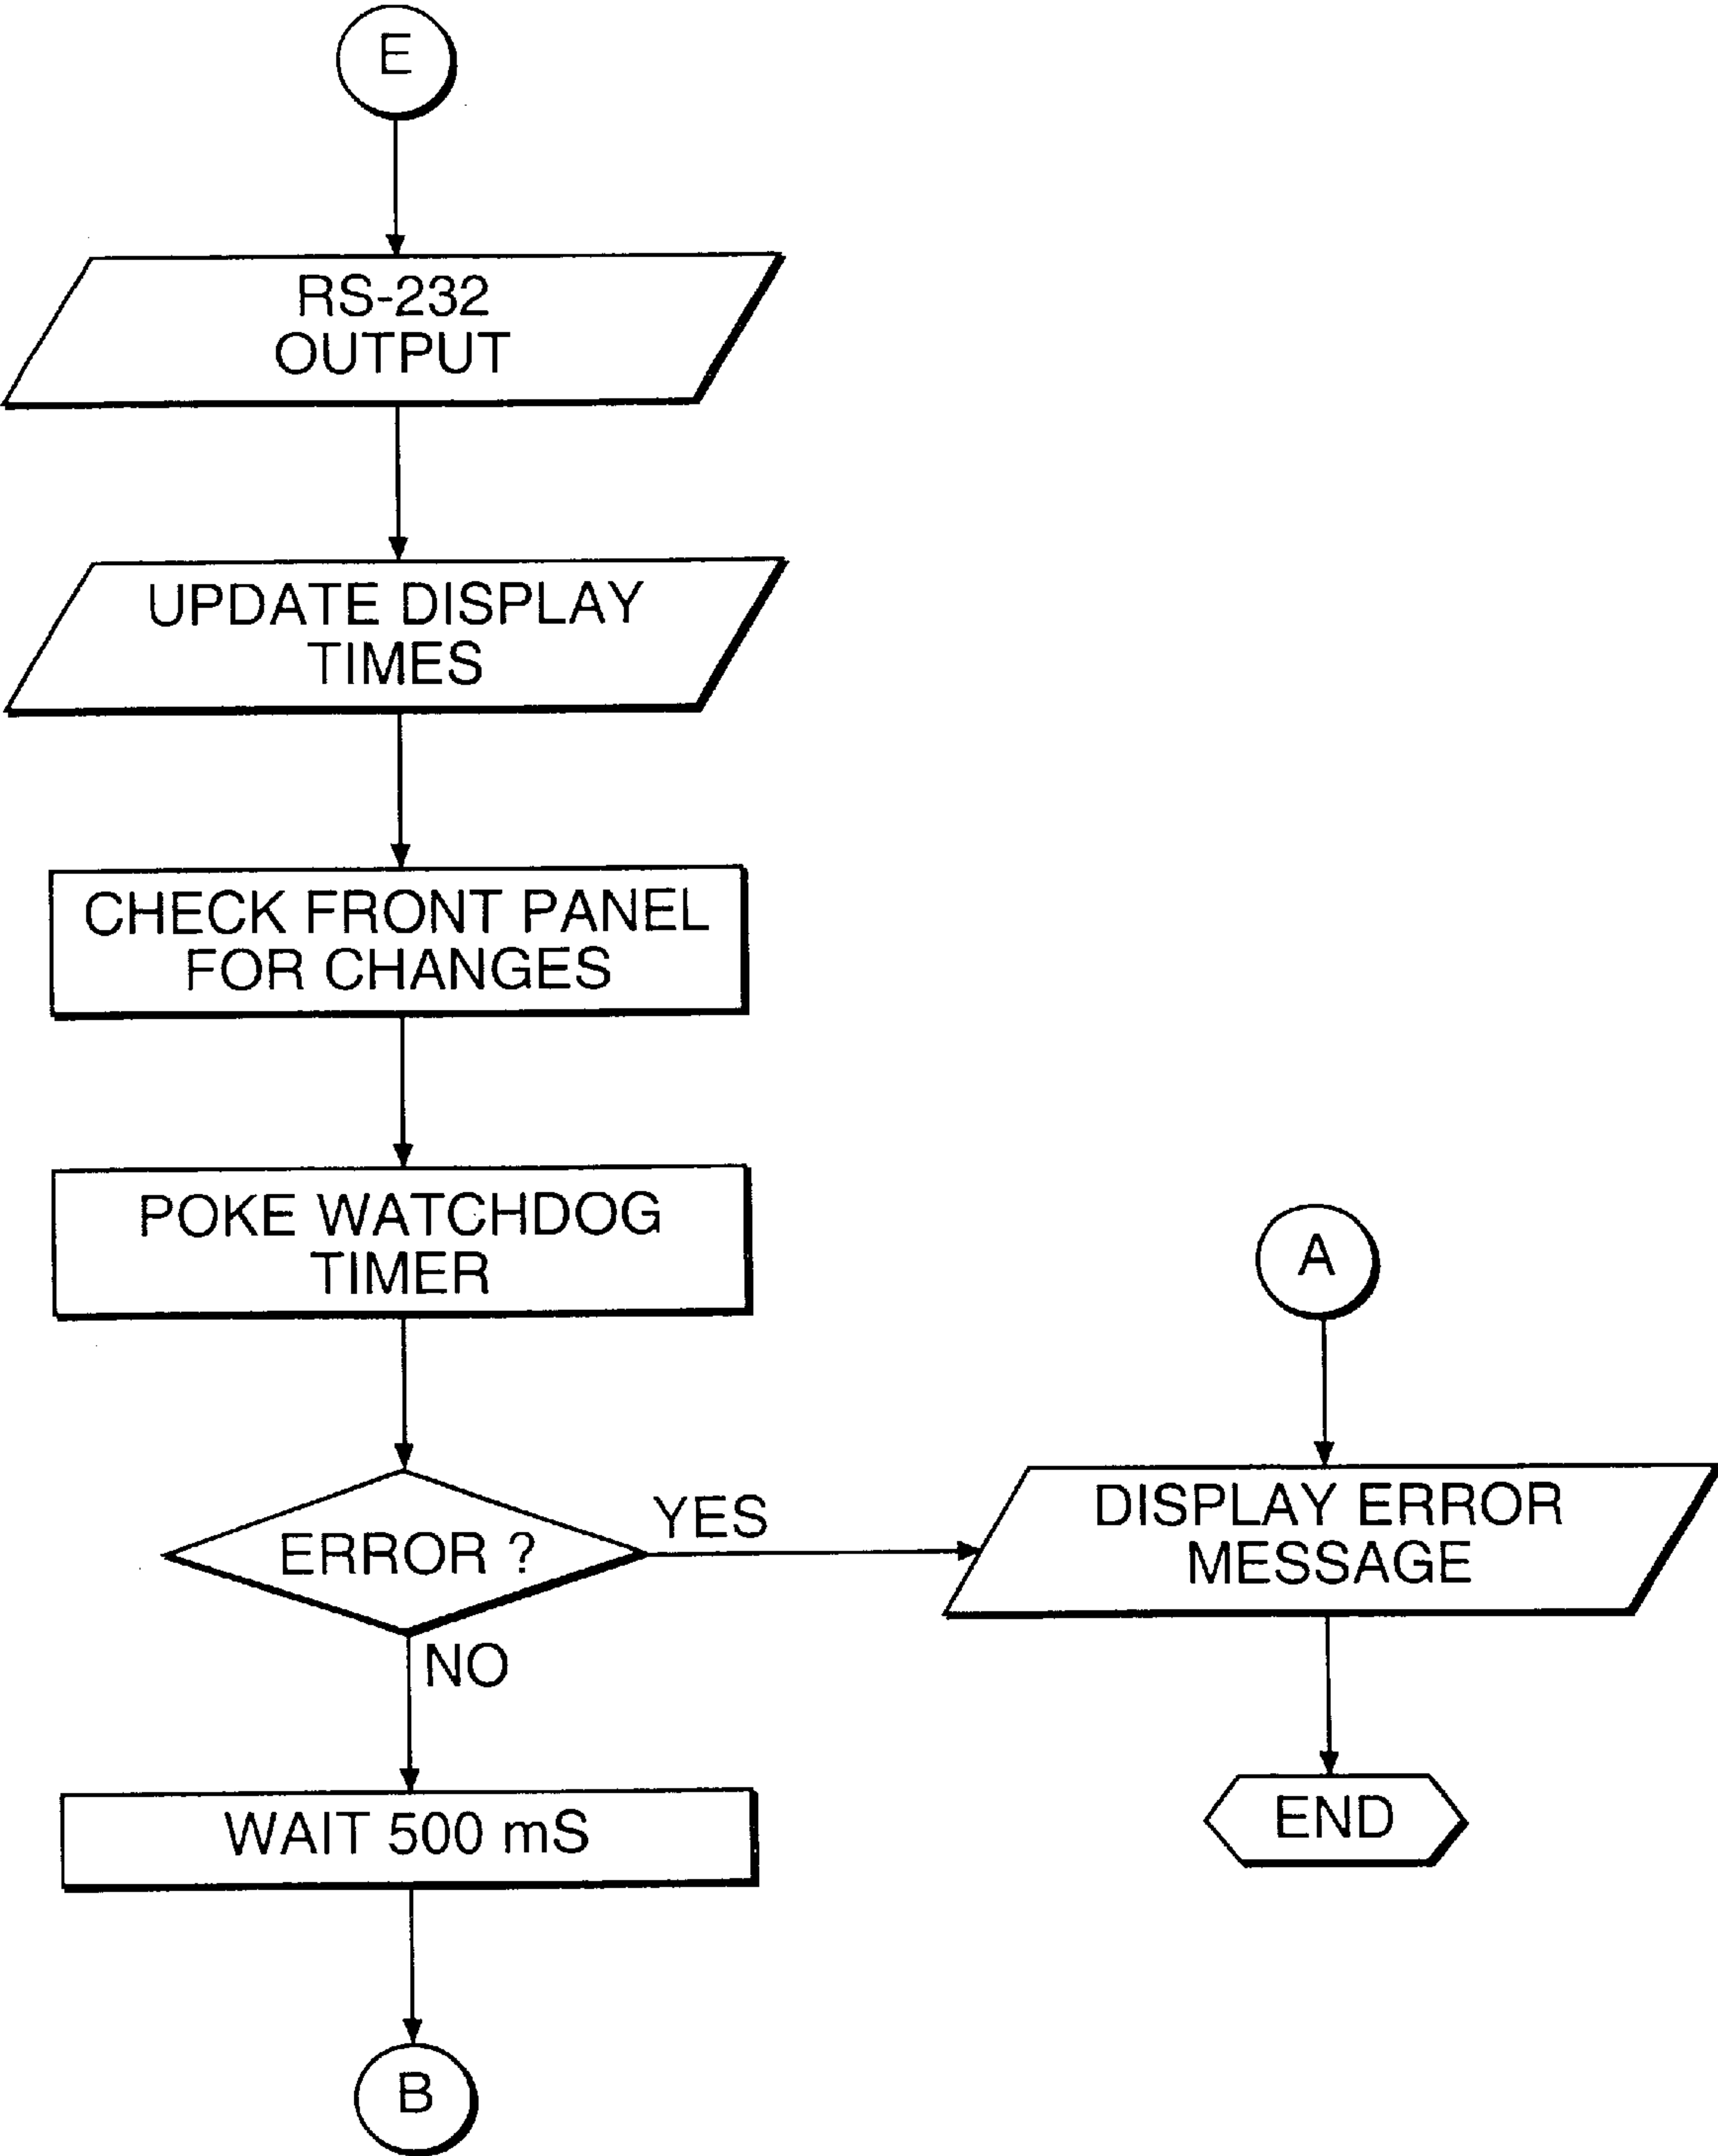 E
RS-232
OUTPUT
UPDATE DISPLAY
TIMES
CHECK FRONT PANEL
FOR CHANGES
POKE WATCHDOG
TIMER
A
ERROR ?
YES
DISPLAY ERROR
MESSAGE
NO
WAIT 500 mS
END
B